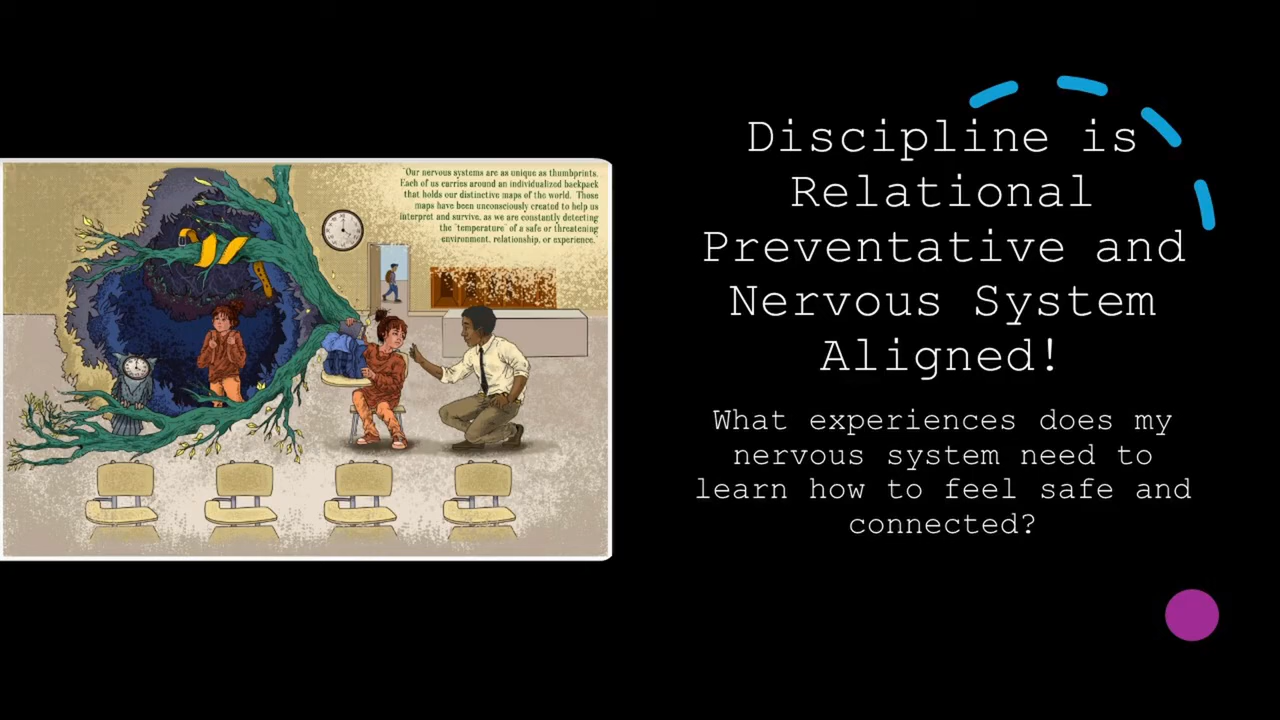 "Our nervous systems are as unique as thumbprints.
Each of us carries around an individualized backpack
that holds our distinctive maps of the world. Those
maps have been unconsciously created to help us
interpret and survive, as we are constantly detecting
the "temperature" of a safe or threatening
environment, relationship, or experience."
Discipline is
Relational
Preventative and
Nervous System
Aligned!
What experiences does my
nervous system need to
learn how to feel safe and
connected?